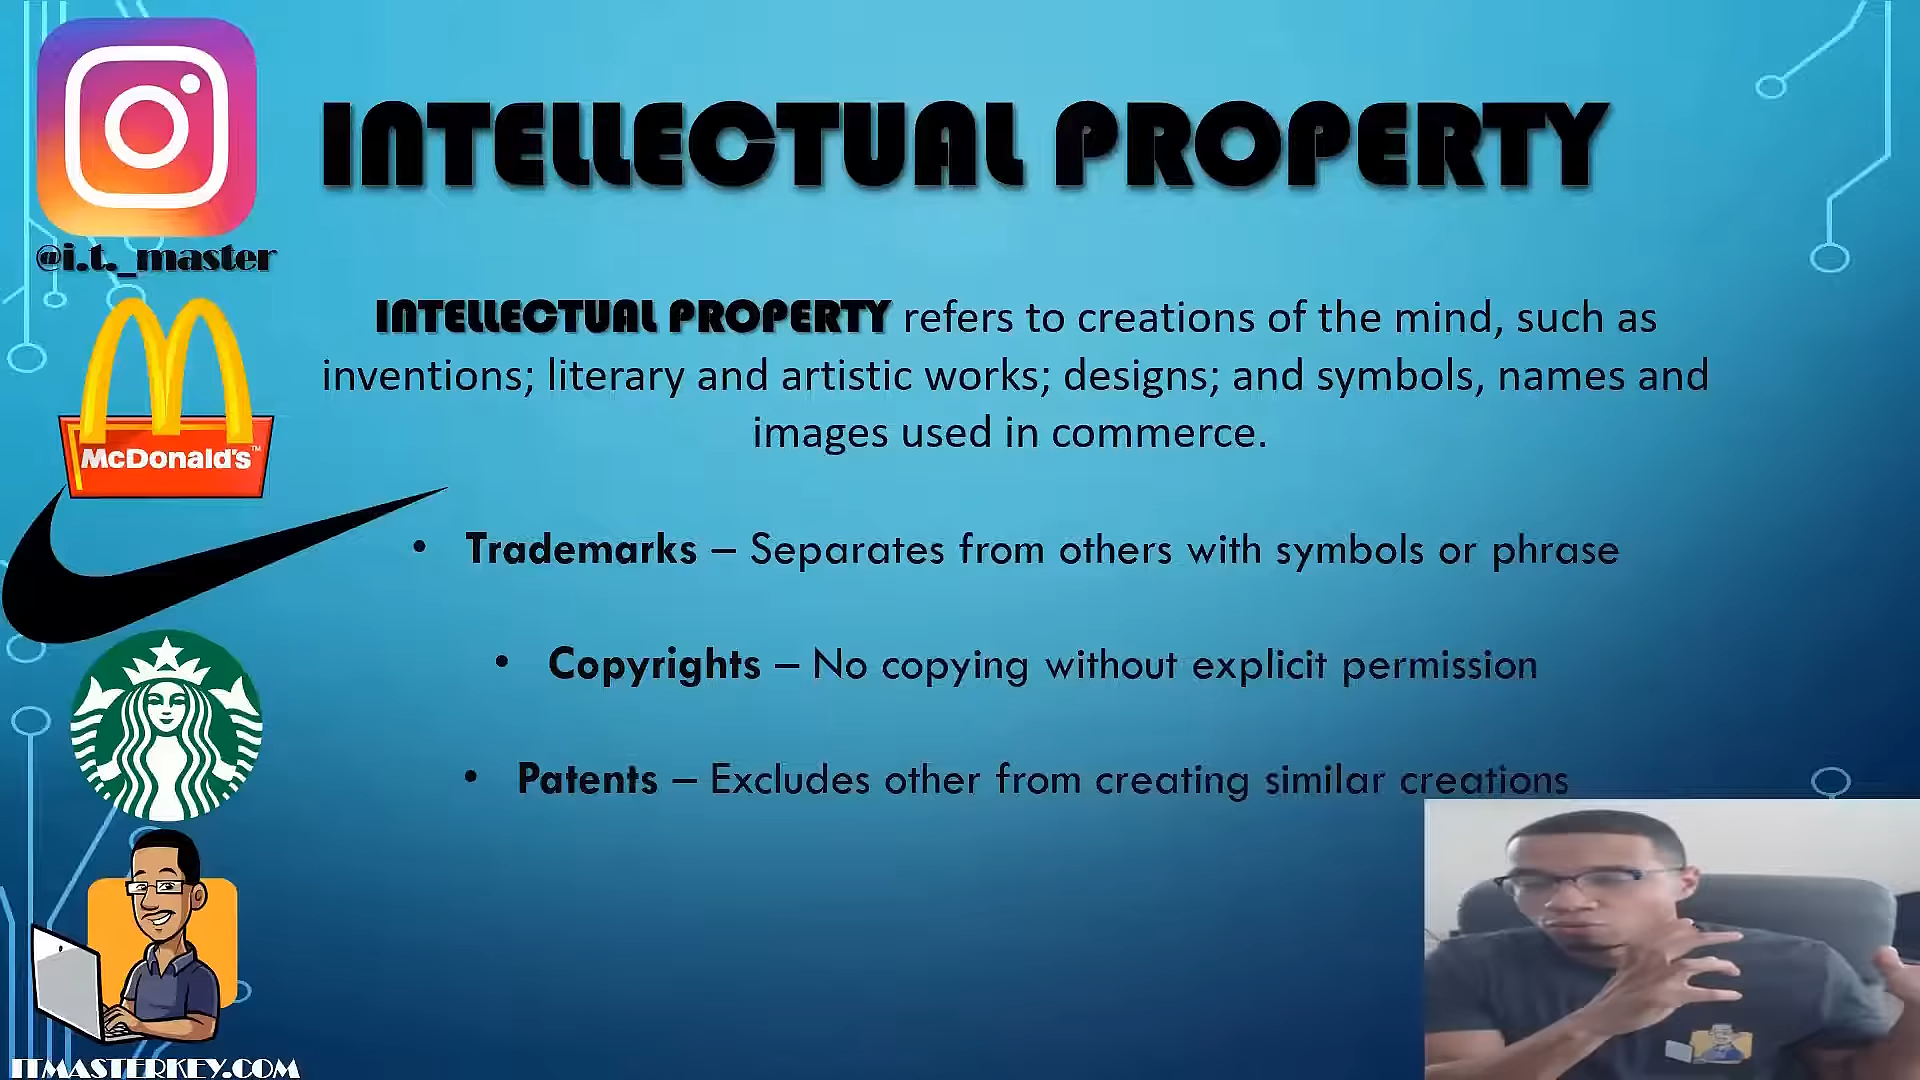 INTELLECTUAL PROPERTY
@i.t._master
INTELLECTUAL PROPERTY refers to creations of the mind, such as
inventions; literary and artistic works; designs; and symbols, names and
images used in commerce.
McDonald's™
• Trademarks – Separates from others with symbols or phrase
• Copyrights – No copying without explicit permission
• Patents – Excludes other from creating similar creations
ITMASTERKEY.COM